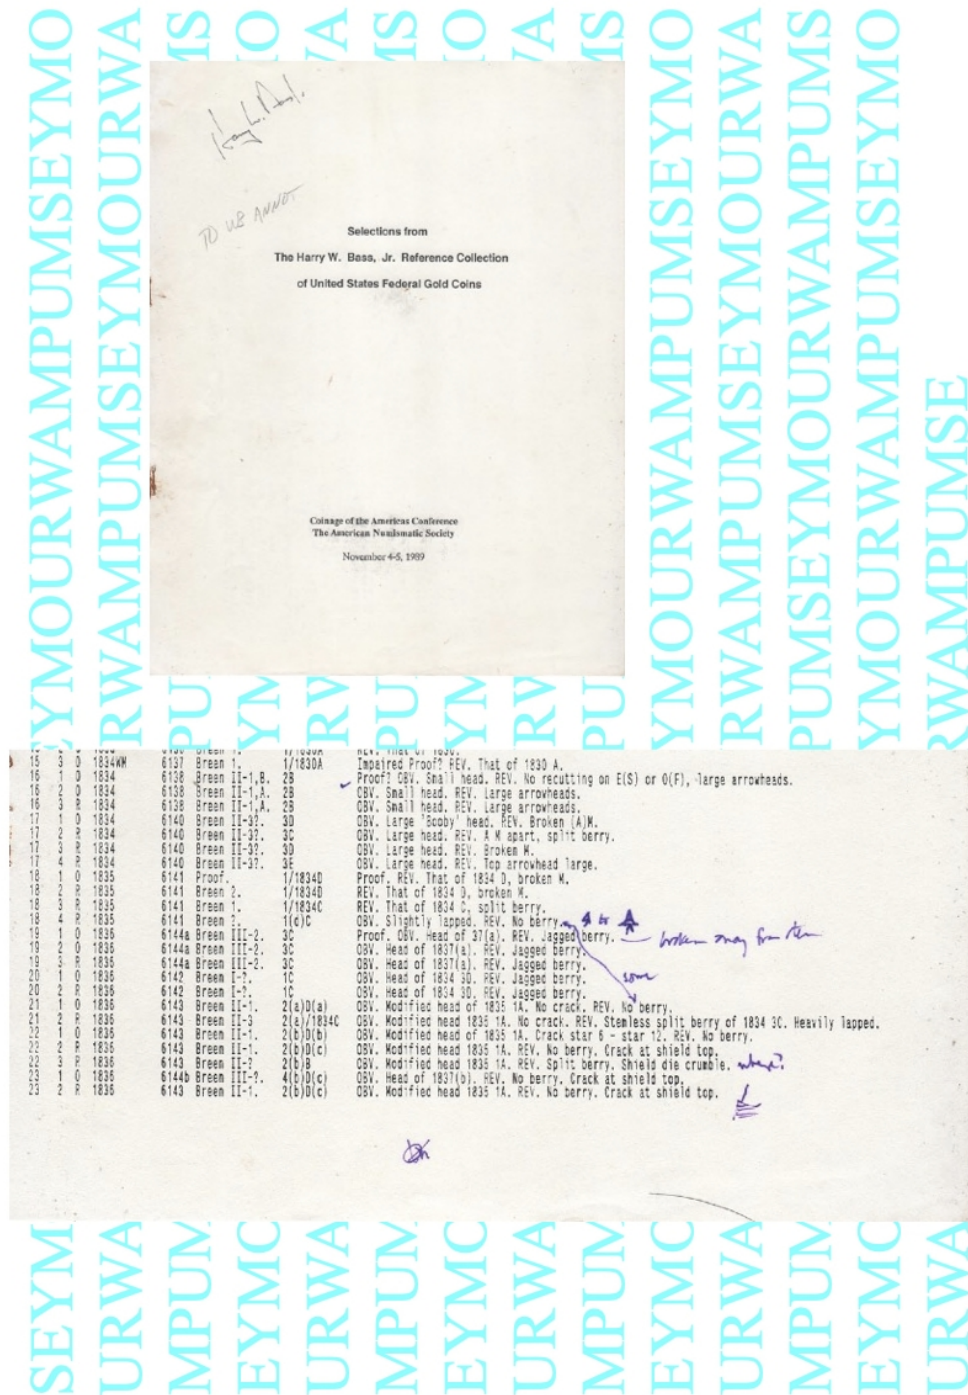 Harry W. Bass Jr.
TO WB ANNOT
Selections from
The Harry W. Bass, Jr. Reference Collection
of United States Federal Gold Coins
Coinage of the Americas Conference
The American Numismatic Society
November 4-5, 1989
15 3 O 1834WM 6137 Breen 1. 1/1830A Impaired Proof? REV. That of 1830 A.
16 1 O 1834 6138 Breen II-1,B. 2B Proof? OBV. Small head. REV. No recutting on E(S) or O(F), large arrowheads.
16 2 O 1834 6138 Breen II-1,A. 2B OBV. Small head. REV. Large arrowheads.
16 3 R 1834 6138 Breen II-1,A. 2B OBV. Small head. REV. Large arrowheads.
17 1 O 1834 6140 Breen II-3?. 3D OBV. Large 'Booby' head. REV. Broken (A)M.
17 2 R 1834 6140 Breen II-3?. 3C OBV. Large head. REV. A M apart, split berry.
17 3 R 1834 6140 Breen II-3?. 3D OBV. Large head. REV. Broken M.
17 4 R 1834 6140 Breen II-3?. 3E OBV. Large head. REV. Top arrowhead large.
18 1 O 1835 6141 Proof. 1/1834D Proof. REV. That of 1834 D, broken M.
18 2 R 1835 6141 Breen ?. 1/1834D REV. That of 1834 D, broken M.
18 3 R 1835 6141 Breen 1. 1/1834C REV. That of 1834 C, split berry.
18 4 R 1835 6141 Breen ?. 1(c)C OBV. Slightly lapped. REV. No berry.
19 1 O 1836 6144a Breen III-2. 3C Proof. OBV. Head of 37(a). REV. Jagged berry. broken away from stem
19 2 O 1836 6144a Breen III-2. 3C OBV. Head of 1837(a). REV. Jagged berry.
19 3 R 1836 6144a Breen III-2. 3C OBV. Head of 1837(a). REV. Jagged berry.
20 1 O 1836 6142 Breen I-?. 1C OBV. Head of 1834 3D. REV. Jagged berry. some
20 2 R 1836 6142 Breen I-?. 1C OBV. Head of 1834 3D. REV. Jagged berry.
21 1 O 1836 6143 Breen II-1. 2(a)D(a) OBV. Modified head of 1835 1A. No crack. REV. No berry.
21 2 R 1836 6143 Breen II-3 2(a)/1834C OBV. Modified head 1835 1A. No crack. REV. Stemless split berry of 1834 3C. Heavily lapped.
22 1 O 1836 6143 Breen II-1. 2(b)D(b) OBV. Modified head of 1835 1A. Crack star 6 - star 12. REV. No berry.
22 2 R 1836 6143 Breen II-1. 2(b)D(c) OBV. Modified head 1835 1A. REV. No berry. Crack at shield top.
22 3 R 1836 6143 Breen II-? 2(b)B OBV. Modified head 1835 1A. REV. Split berry. Shield die crumble. where?
23 1 O 1836 6144b Breen III-?. 4(b)D(c) OBV. Head of 1837(b). REV. No berry. Crack at shield top.
23 2 R 1836 6143 Breen II-1. 2(b)D(c) OBV. Modified head 1835 1A. REV. No berry. Crack at shield top.